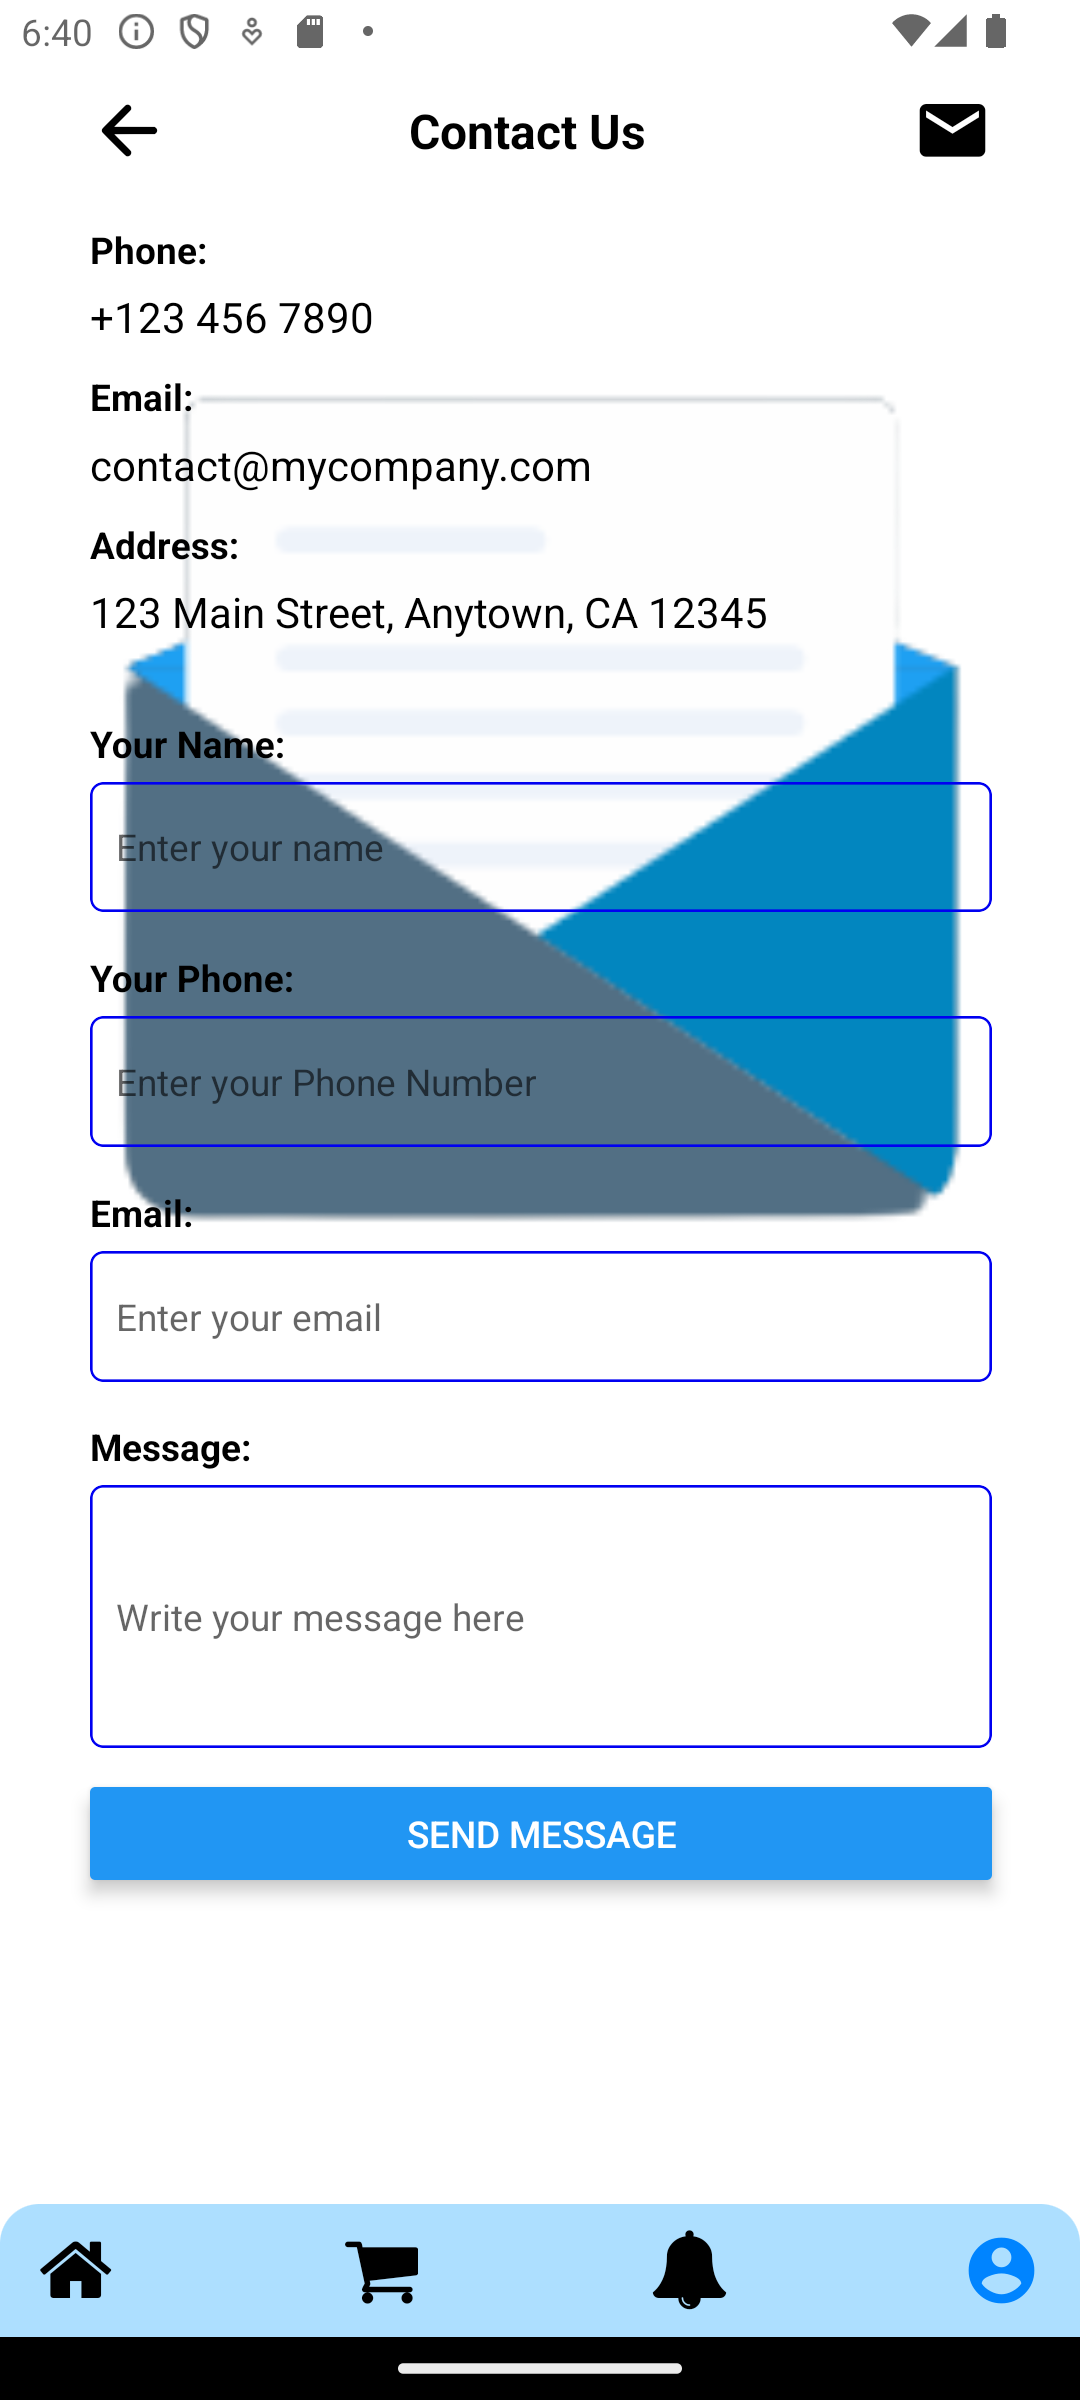 6:40
Contact Us
Phone:
+123 456 7890
Email:
contact@mycompany.com
Address:
123 Main Street, Anytown, CA 12345
Your Name:
Enter your name
Your Phone:
Enter your Phone Number
Email:
Enter your email
Message:
Write your message here
SEND MESSAGE